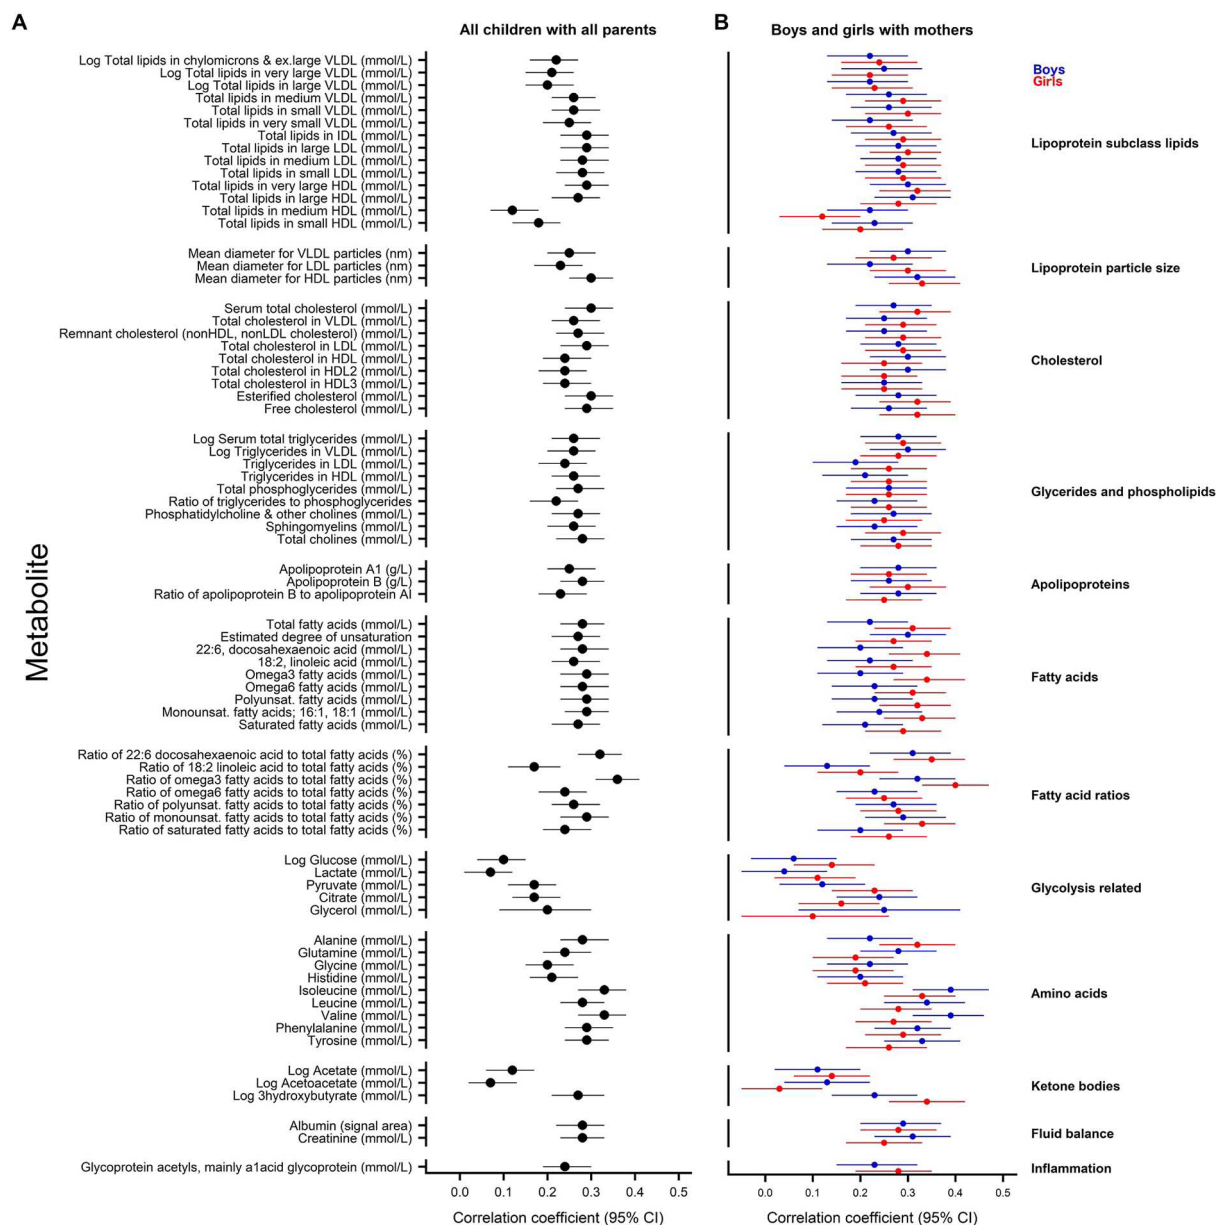 A
B
All children with all parents
Boys and girls with mothers
Boys
Girls
Metabolite
Log Total lipids in chylomicrons & ex.large VLDL (mmol/L)
Log Total lipids in very large VLDL (mmol/L)
Log Total lipids in large VLDL (mmol/L)
Total lipids in medium VLDL (mmol/L)
Total lipids in small VLDL (mmol/L)
Total lipids in very small VLDL (mmol/L)
Total lipids in IDL (mmol/L)
Total lipids in large LDL (mmol/L)
Total lipids in medium LDL (mmol/L)
Total lipids in small LDL (mmol/L)
Total lipids in very large HDL (mmol/L)
Total lipids in large HDL (mmol/L)
Total lipids in medium HDL (mmol/L)
Total lipids in small HDL (mmol/L)
Lipoprotein subclass lipids
Mean diameter for VLDL particles (nm)
Mean diameter for LDL particles (nm)
Mean diameter for HDL particles (nm)
Lipoprotein particle size
Serum total cholesterol (mmol/L)
Total cholesterol in VLDL (mmol/L)
Remnant cholesterol (nonHDL, nonLDL cholesterol) (mmol/L)
Total cholesterol in LDL (mmol/L)
Total cholesterol in HDL (mmol/L)
Total cholesterol in HDL2 (mmol/L)
Total cholesterol in HDL3 (mmol/L)
Esterified cholesterol (mmol/L)
Free cholesterol (mmol/L)
Cholesterol
Log Serum total triglycerides (mmol/L)
Log Triglycerides in VLDL (mmol/L)
Triglycerides in LDL (mmol/L)
Triglycerides in HDL (mmol/L)
Total phosphoglycerides (mmol/L)
Ratio of triglycerides to phosphoglycerides
Phosphatidylcholine & other cholines (mmol/L)
Sphingomyelins (mmol/L)
Total cholines (mmol/L)
Glycerides and phospholipids
Apolipoprotein A1 (g/L)
Apolipoprotein B (g/L)
Ratio of apolipoprotein B to apolipoprotein AI
Apolipoproteins
Total fatty acids (mmol/L)
Estimated degree of unsaturation
22:6, docosahexaenoic acid (mmol/L)
18:2, linoleic acid (mmol/L)
Omega3 fatty acids (mmol/L)
Omega6 fatty acids (mmol/L)
Polyunsat. fatty acids (mmol/L)
Monounsat. fatty acids; 16:1, 18:1 (mmol/L)
Saturated fatty acids (mmol/L)
Fatty acids
Ratio of 22:6 docosahexaenoic acid to total fatty acids (%)
Ratio of 18:2 linoleic acid to total fatty acids (%)
Ratio of omega3 fatty acids to total fatty acids (%)
Ratio of omega6 fatty acids to total fatty acids (%)
Ratio of polyunsat. fatty acids to total fatty acids (%)
Ratio of monounsat. fatty acids to total fatty acids (%)
Ratio of saturated fatty acids to total fatty acids (%)
Fatty acid ratios
Log Glucose (mmol/L)
Lactate (mmol/L)
Pyruvate (mmol/L)
Citrate (mmol/L)
Glycerol (mmol/L)
Glycolysis related
Alanine (mmol/L)
Glutamine (mmol/L)
Glycine (mmol/L)
Histidine (mmol/L)
Isoleucine (mmol/L)
Leucine (mmol/L)
Valine (mmol/L)
Phenylalanine (mmol/L)
Tyrosine (mmol/L)
Amino acids
Log Acetate (mmol/L)
Log Acetoacetate (mmol/L)
Log 3hydroxybutyrate (mmol/L)
Ketone bodies
Albumin (signal area)
Creatinine (mmol/L)
Fluid balance
Glycoprotein acetyls, mainly a1acid glycoprotein (mmol/L)
Inflammation
0.0 0.1 0.2 0.3 0.4 0.5
0.0 0.1 0.2 0.3 0.4 0.5
Correlation coefficient (95% CI)
Correlation coefficient (95% CI)